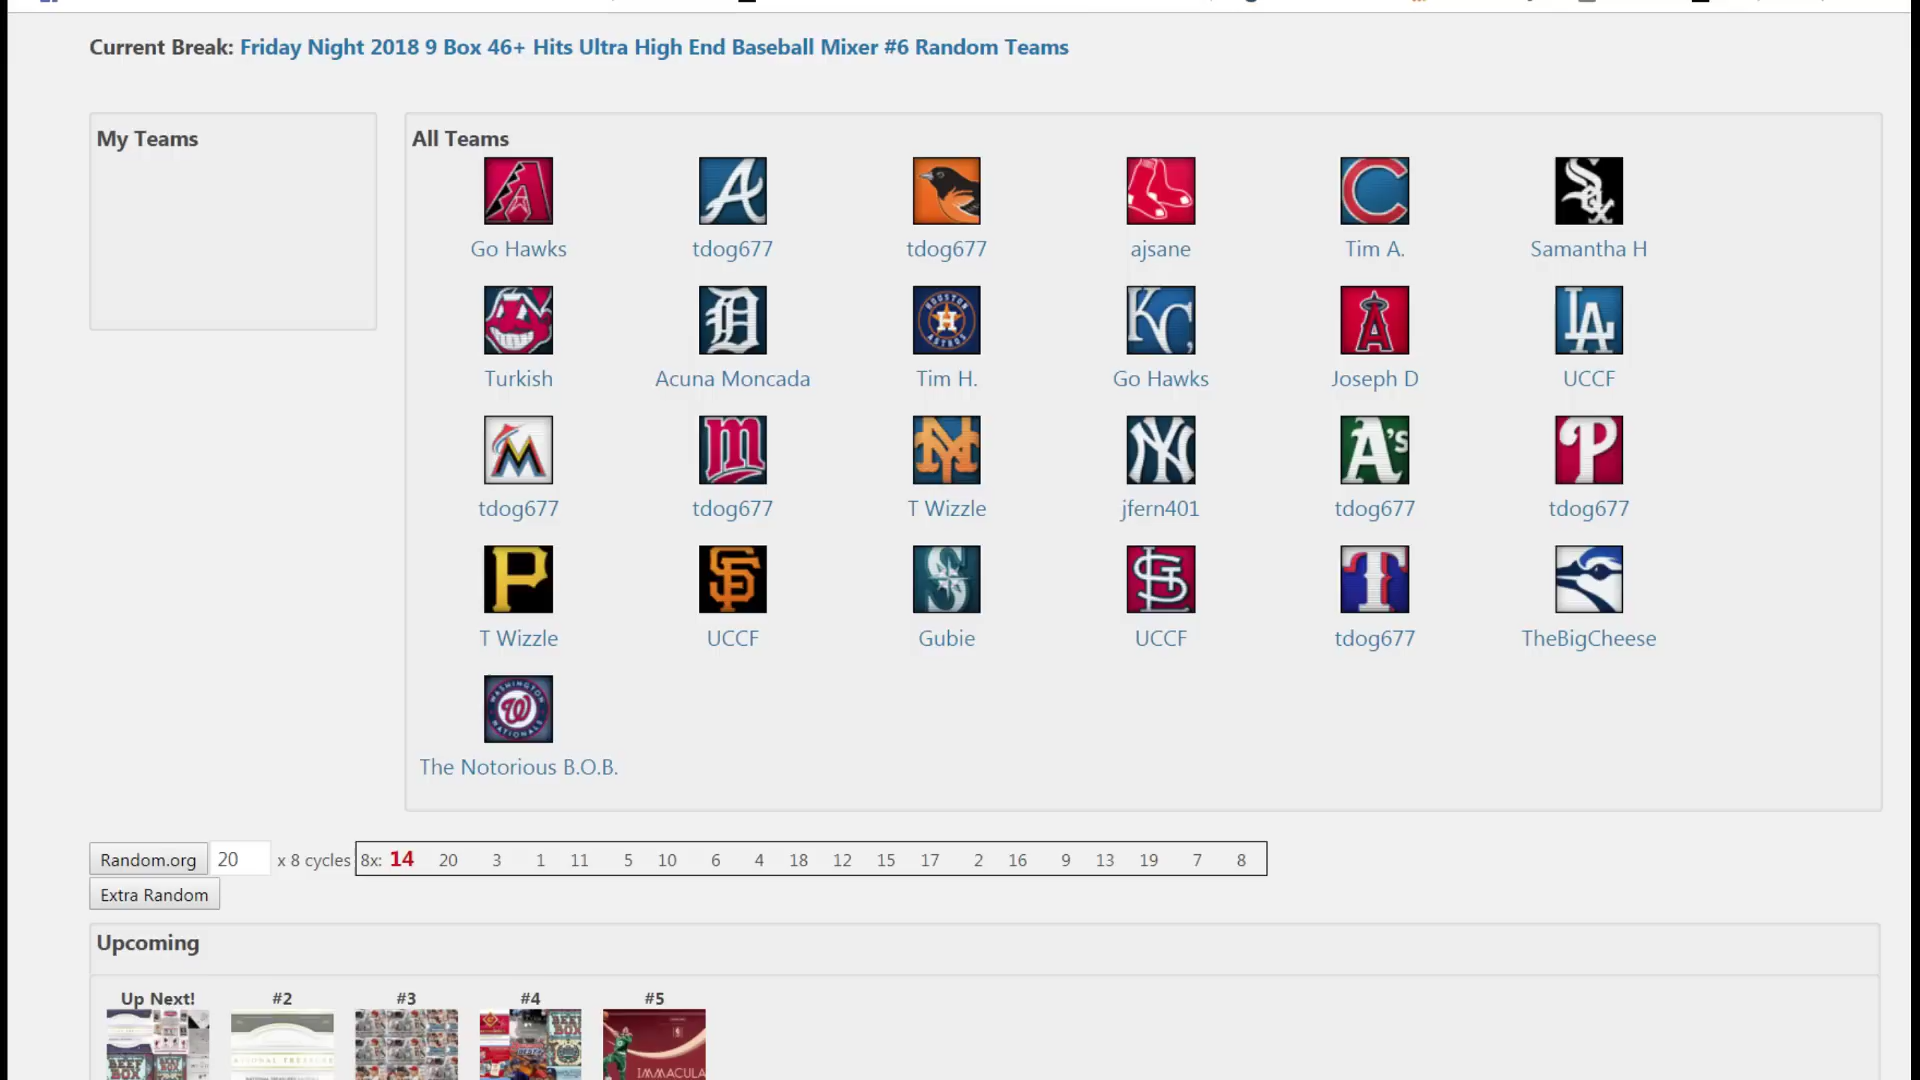 Current Break: Friday Night 2018 9 Box 46+ Hits Ultra High End Baseball Mixer #6 Random Teams
My Teams
All Teams
Go Hawks tdog677 tdog677 ajsane Tim A. Samantha H
Turkish Acuna Moncada Tim H. Go Hawks Joseph D UCCF
tdog677 tdog677 T Wizzle jfern401 tdog677 tdog677
T Wizzle UCCF Gubie UCCF tdog677 TheBigCheese
The Notorious B.O.B.
Random.org 20 x 8 cycles 8x: 14 20 3 1 11 5 10 6 4 18 12 15 17 2 16 9 13 19 7 8
Extra Random
Upcoming
Up Next! #2 #3 #4 #5